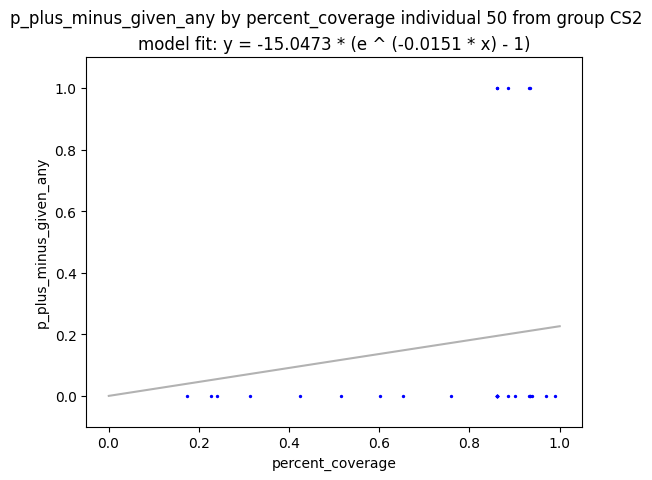 p_plus_minus_given_any by percent_coverage individual 50 from group CS2
model fit: y = -15.0473 * (e ^ (-0.0151 * x) - 1)
1.0
0.8
0.6
0.4
0.2
0.0
p_plus_minus_given_any
0.0 0.2 0.4 0.6 0.8 1.0
percent_coverage